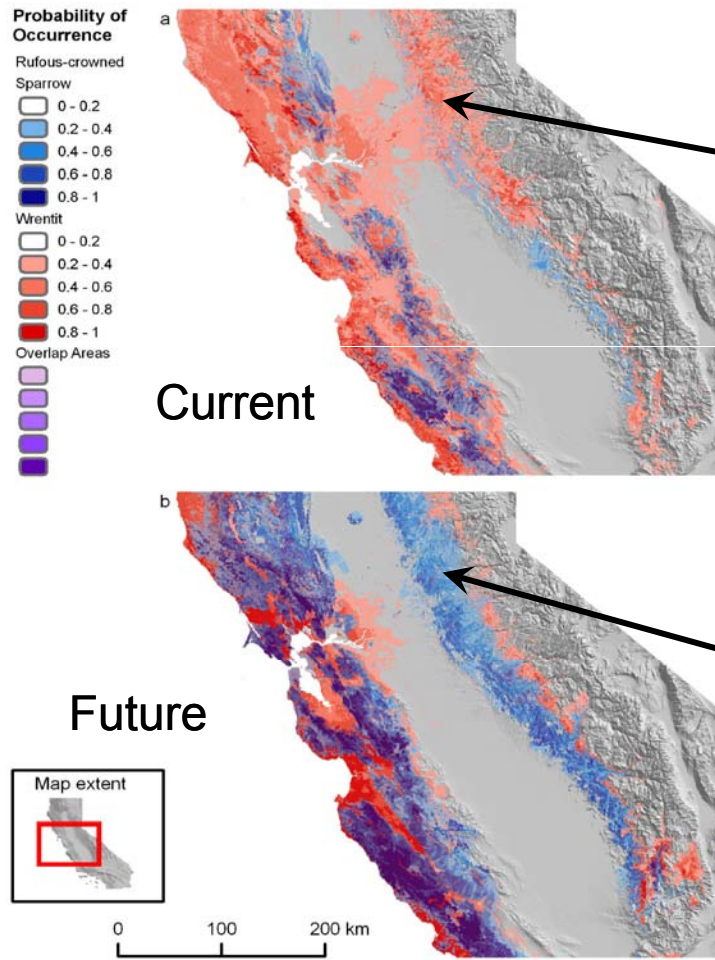 Probability of
Occurrence
Rufous-crowned
Sparrow
0 - 0.2
0.2 - 0.4
0.4 - 0.6
0.6 - 0.8
0.8 - 1
Wrentit
0 - 0.2
0.2 - 0.4
0.4 - 0.6
0.6 - 0.8
0.8 - 1
Overlap Areas
a
Current
b
Future
Map extent
0 100 200 km